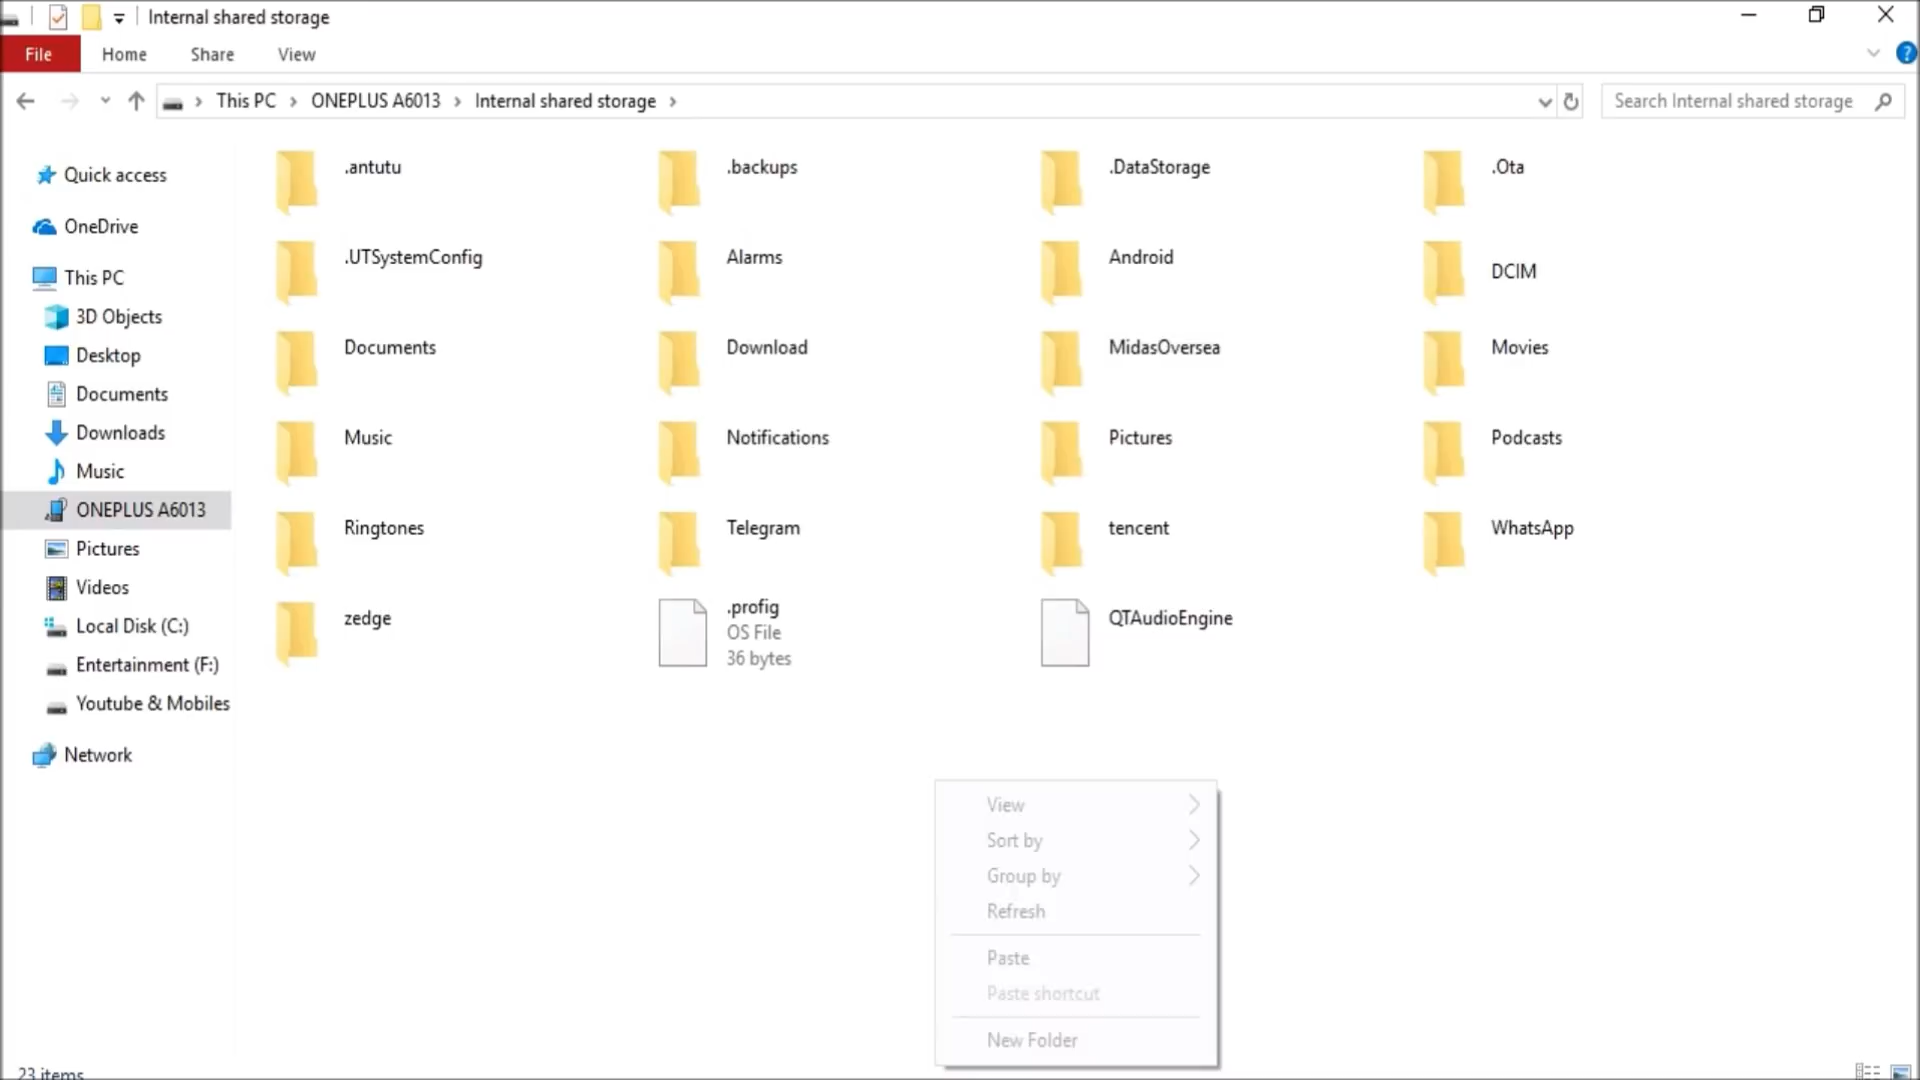 Internal shared storage
File Home Share View
This PC ONEPLUS A6013 Internal shared storage
Search Internal shared storage
Quick access
OneDrive
This PC
3D Objects
Desktop
Documents
Downloads
Music
ONEPLUS A6013
Pictures
Videos
Local Disk (C:)
Entertainment (F:)
Youtube & Mobiles
Network
.antutu .backups .DataStorage .Ota
.UTSystemConfig Alarms Android DCIM
Documents Download MidasOversea Movies
Music Notifications Pictures Podcasts
Ringtones Telegram tencent WhatsApp
zedge .profig QTAudioEngine
OS File
36 bytes
View
Sort by
Group by
Refresh
Paste
Paste shortcut
New Folder
23 items